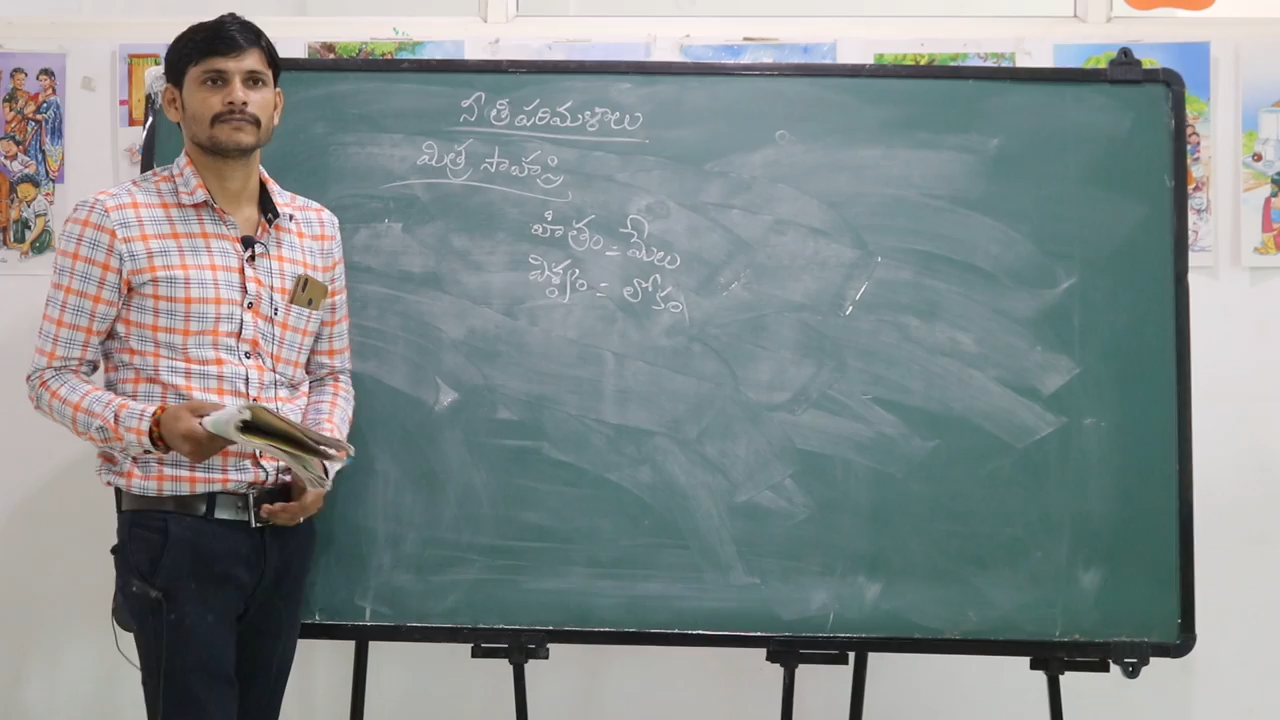 నీతి పరిమళాలు
మిత్ర సాహస్రి
హితం = మేలు
విశ్వం = లోకం